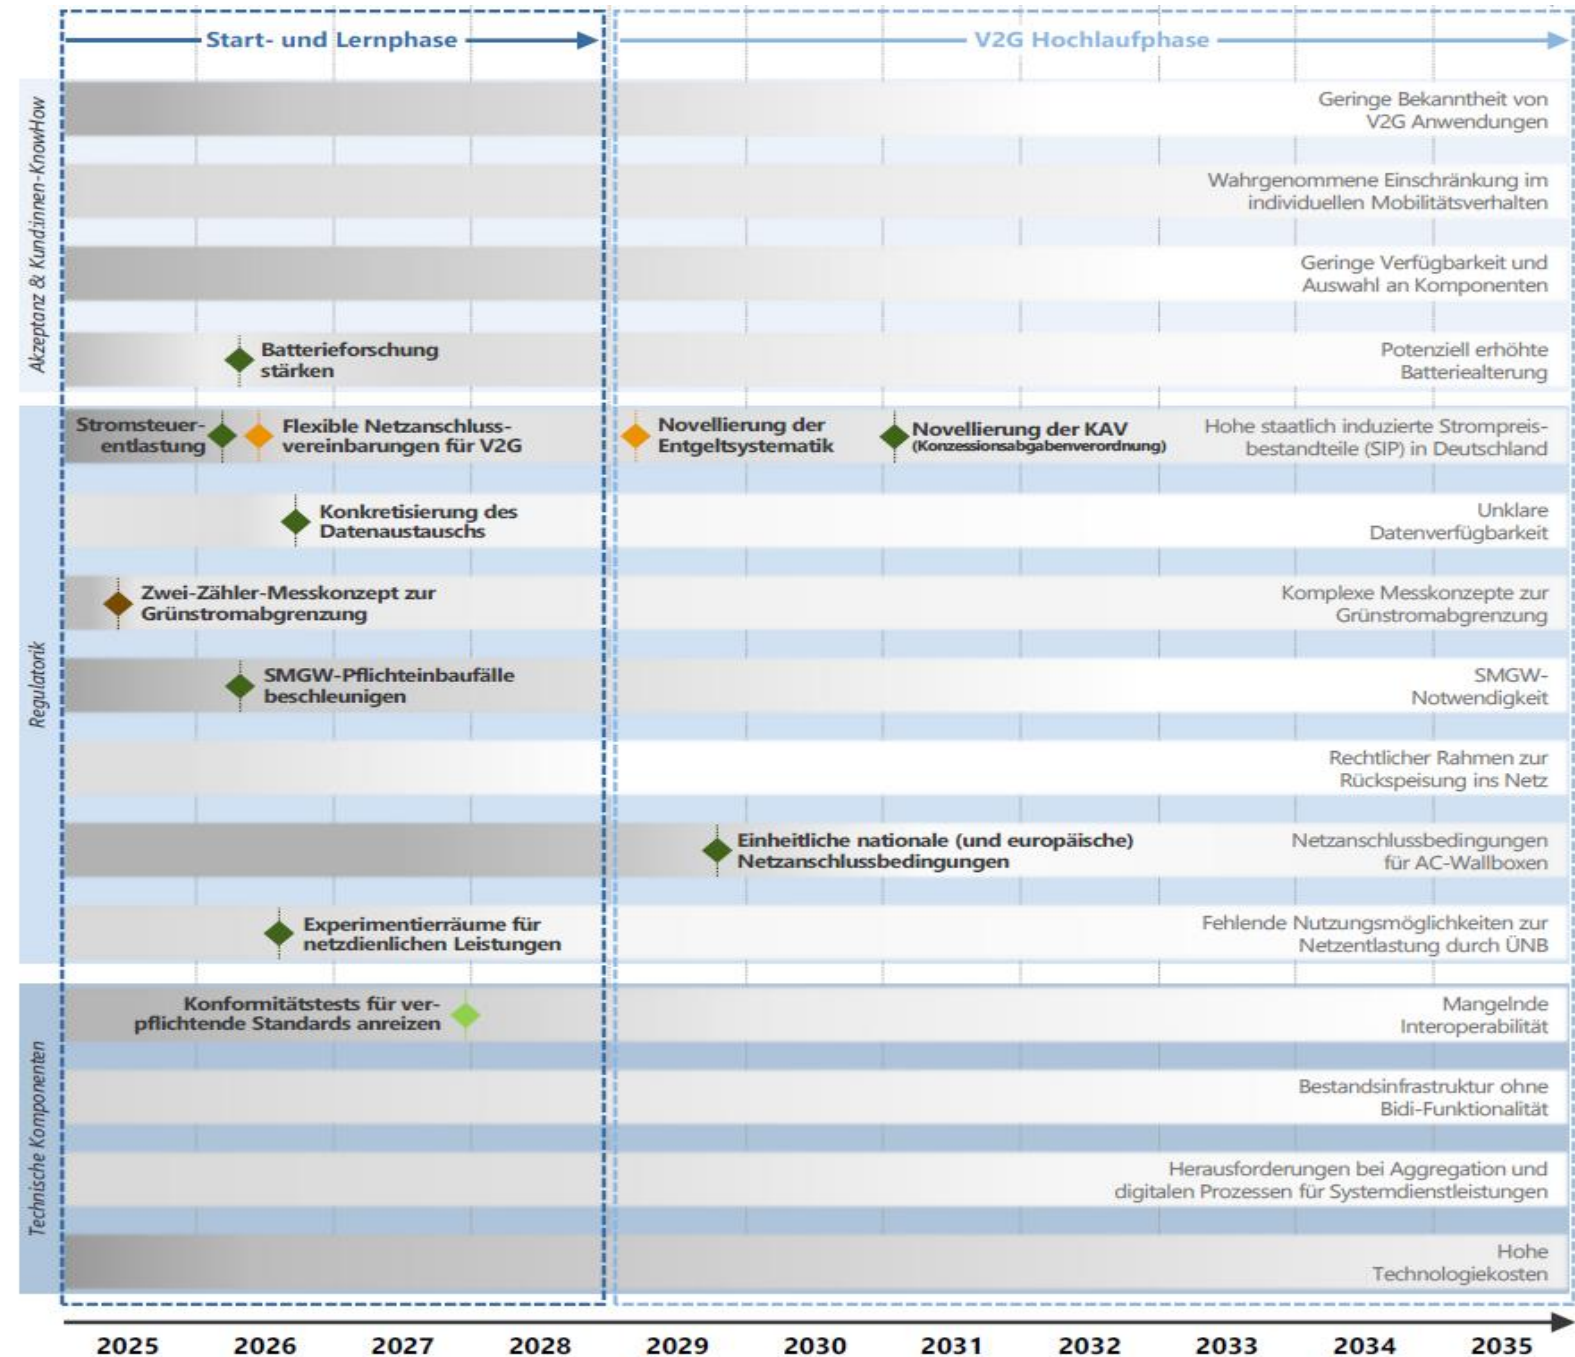 Start- und Lernphase
V2G Hochlaufphase
Akzeptanz & Kund:innen-KnowHow
Geringe Bekanntheit von
V2G Anwendungen
Wahrgenommene Einschränkung im
individuellen Mobilitätsverhalten
Geringe Verfügbarkeit und
Auswahl an Komponenten
Batterieforschung
stärken
Potenziell erhöhte
Batteriealterung
Regulatorik
Stromsteuer-
entlastung
Flexible Netzanschluss-
vereinbarungen für V2G
Novellierung der
Entgeltsystematik
Novellierung der KAV
(Konzessionsabgabenverordnung)
Hohe staatlich induzierte Strompreis-
bestandteile (SIP) in Deutschland
Konkretisierung des
Datenaustauschs
Unklare
Datenverfügbarkeit
Zwei-Zähler-Messkonzept zur
Grünstromabgrenzung
Komplexe Messkonzepte zur
Grünstromabgrenzung
SMGW-Pflichteinbaufälle
beschleunigen
SMGW-
Notwendigkeit
Rechtlicher Rahmen zur
Rückspeisung ins Netz
Einheitliche nationale (und europäische)
Netzanschlussbedingungen
Netzanschlussbedingungen
für AC-Wallboxen
Experimentierräume für
netzdienlichen Leistungen
Fehlende Nutzungsmöglichkeiten zur
Netzentlastung durch ÜNB
Technische Komponenten
Konformitätstests für ver-
pflichtende Standards anreizen
Mangelnde
Interoperabilität
Bestandsinfrastruktur ohne
Bidi-Funktionalität
Herausforderungen bei Aggregation und
digitalen Prozessen für Systemdienstleistungen
Hohe
Technologiekosten
2025 2026 2027 2028 2029 2030 2031 2032 2033 2034 2035